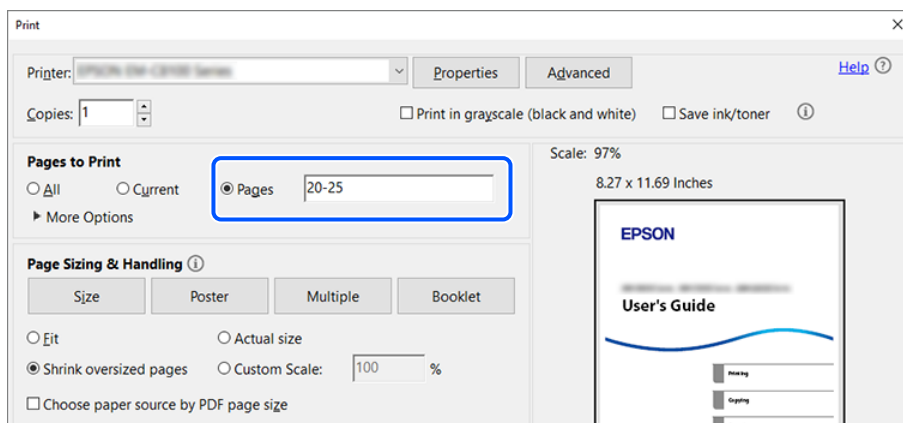 Print
Printer: Properties Advanced Help
Copies: 1 Print in grayscale (black and white) Save ink/toner
Pages to Print
All Current Pages 20-25
More Options
Scale: 97%
8.27 x 11.69 Inches
EPSON
User's Guide
Printing
Copying
Page Sizing & Handling
Size Poster Multiple Booklet
Fit Actual size
Shrink oversized pages Custom Scale: 100 %
Choose paper source by PDF page size